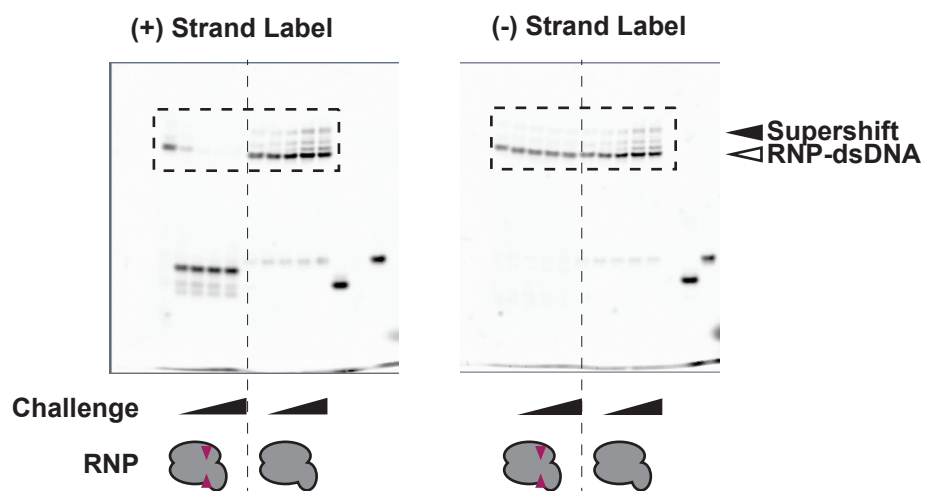 (+) Strand Label
(-) Strand Label
Supershift
RNP-dsDNA
Challenge
RNP